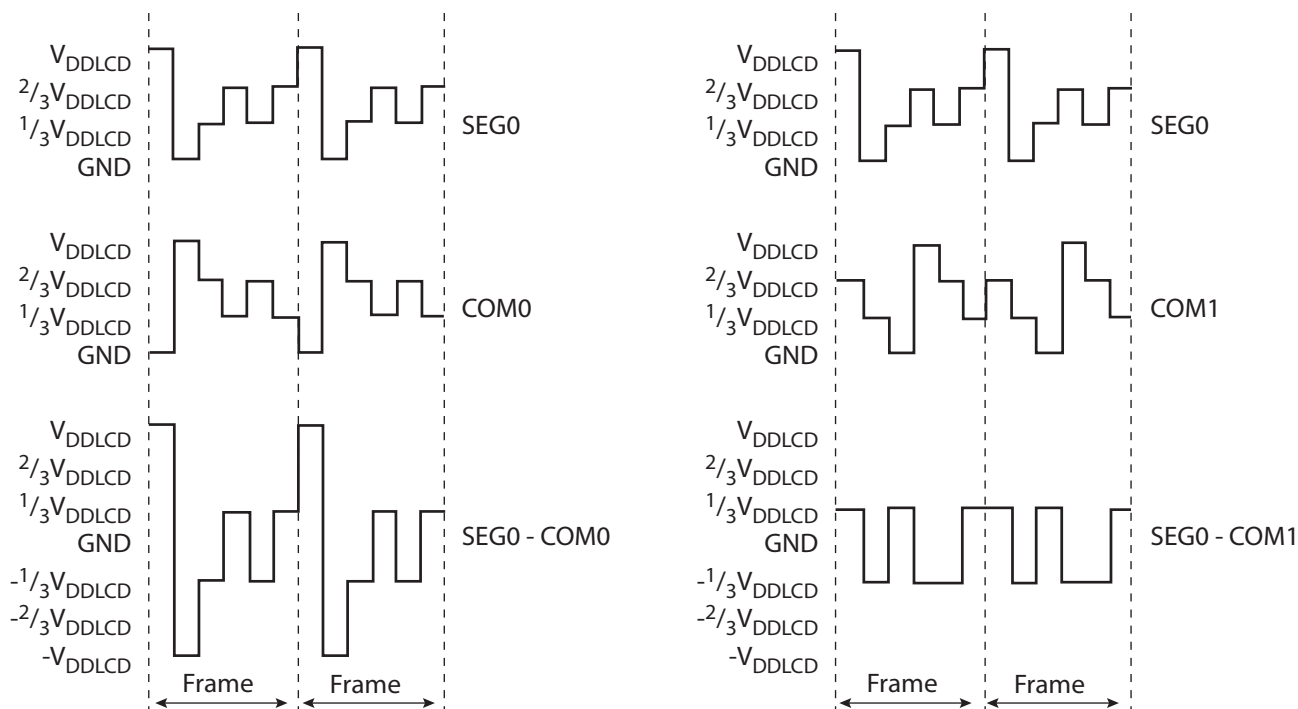 V_DDLCD
2/3V_DDLCD
1/3V_DDLCD
GND
SEG0
V_DDLCD
2/3V_DDLCD
1/3V_DDLCD
GND
COM0
V_DDLCD
2/3V_DDLCD
1/3V_DDLCD
GND
-1/3V_DDLCD
-2/3V_DDLCD
-V_DDLCD
SEG0 - COM0
Frame
Frame
V_DDLCD
2/3V_DDLCD
1/3V_DDLCD
GND
SEG0
V_DDLCD
2/3V_DDLCD
1/3V_DDLCD
GND
COM1
V_DDLCD
2/3V_DDLCD
1/3V_DDLCD
GND
-1/3V_DDLCD
-2/3V_DDLCD
-V_DDLCD
SEG0 - COM1
Frame
Frame